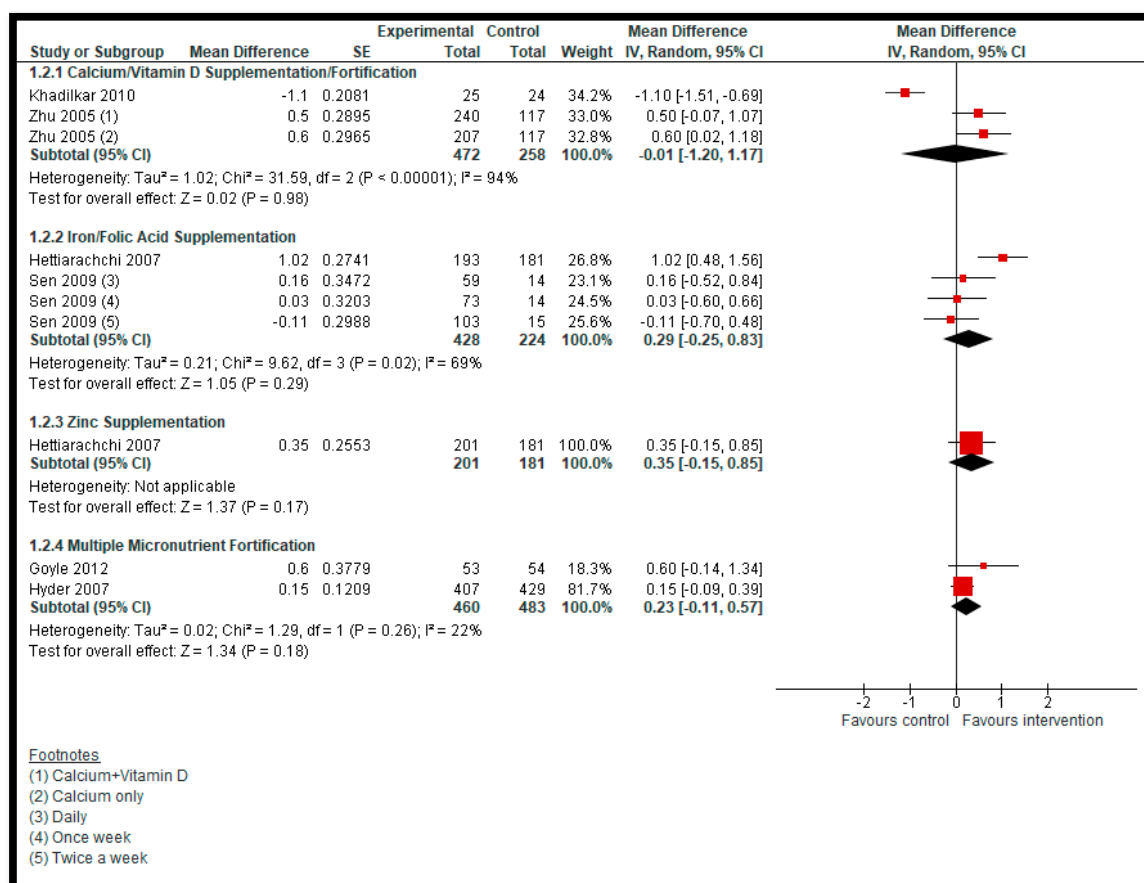 Experimental Control Mean Difference Mean Difference
Study or Subgroup Mean Difference SE Total Total Weight IV, Random, 95% CI IV, Random, 95% CI
1.2.1 Calcium/Vitamin D Supplementation/Fortification
Khadilkar 2010 -1.1 0.2081 25 24 34.2% -1.10 [-1.51, -0.69]
Zhu 2005 (1) 0.5 0.2895 240 117 33.0% 0.50 [-0.07, 1.07]
Zhu 2005 (2) 0.6 0.2965 207 117 32.8% 0.60 [0.02, 1.18]
Subtotal (95% CI) 472 258 100.0% -0.01 [-1.20, 1.17]
Heterogeneity: Tau² = 1.02; Chi² = 31.59, df = 2 (P < 0.00001); I² = 94%
Test for overall effect: Z = 0.02 (P = 0.98)
1.2.2 Iron/Folic Acid Supplementation
Hettiarachchi 2007 1.02 0.2741 193 181 26.8% 1.02 [0.48, 1.56]
Sen 2009 (3) 0.16 0.3472 59 14 23.1% 0.16 [-0.52, 0.84]
Sen 2009 (4) 0.03 0.3203 73 14 24.5% 0.03 [-0.60, 0.66]
Sen 2009 (5) -0.11 0.2988 103 15 25.6% -0.11 [-0.70, 0.48]
Subtotal (95% CI) 428 224 100.0% 0.29 [-0.25, 0.83]
Heterogeneity: Tau² = 0.21; Chi² = 9.62, df = 3 (P = 0.02); I² = 69%
Test for overall effect: Z = 1.05 (P = 0.29)
1.2.3 Zinc Supplementation
Hettiarachchi 2007 0.35 0.2553 201 181 100.0% 0.35 [-0.15, 0.85]
Subtotal (95% CI) 201 181 100.0% 0.35 [-0.15, 0.85]
Heterogeneity: Not applicable
Test for overall effect: Z = 1.37 (P = 0.17)
1.2.4 Multiple Micronutrient Fortification
Goyle 2012 0.6 0.3779 53 54 18.3% 0.60 [-0.14, 1.34]
Hyder 2007 0.15 0.1209 407 429 81.7% 0.15 [-0.09, 0.39]
Subtotal (95% CI) 460 483 100.0% 0.23 [-0.11, 0.57]
Heterogeneity: Tau² = 0.02; Chi² = 1.29, df = 1 (P = 0.26); I² = 22%
Test for overall effect: Z = 1.34 (P = 0.18)
-2 -1 0 1 2
Favours control Favours intervention
Footnotes
(1) Calcium+Vitamin D
(2) Calcium only
(3) Daily
(4) Once week
(5) Twice a week